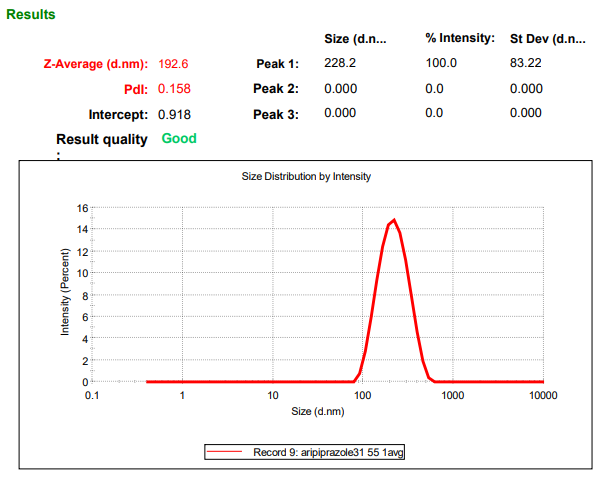 Results
Size (d.n... % Intensity: St Dev (d.n...
Z-Average (d.nm): 192.6 Peak 1: 228.2 100.0 83.22
PdI: 0.158 Peak 2: 0.000 0.0 0.000
Intercept: 0.918 Peak 3: 0.000 0.0 0.000
Result quality Good
:
Size Distribution by Intensity
16
14
12
10
8
6
4
2
0
Intensity (Percent)
0.1 1 10 100 1000 10000
Size (d.nm)
Record 9: aripiprazole31 55 1avg